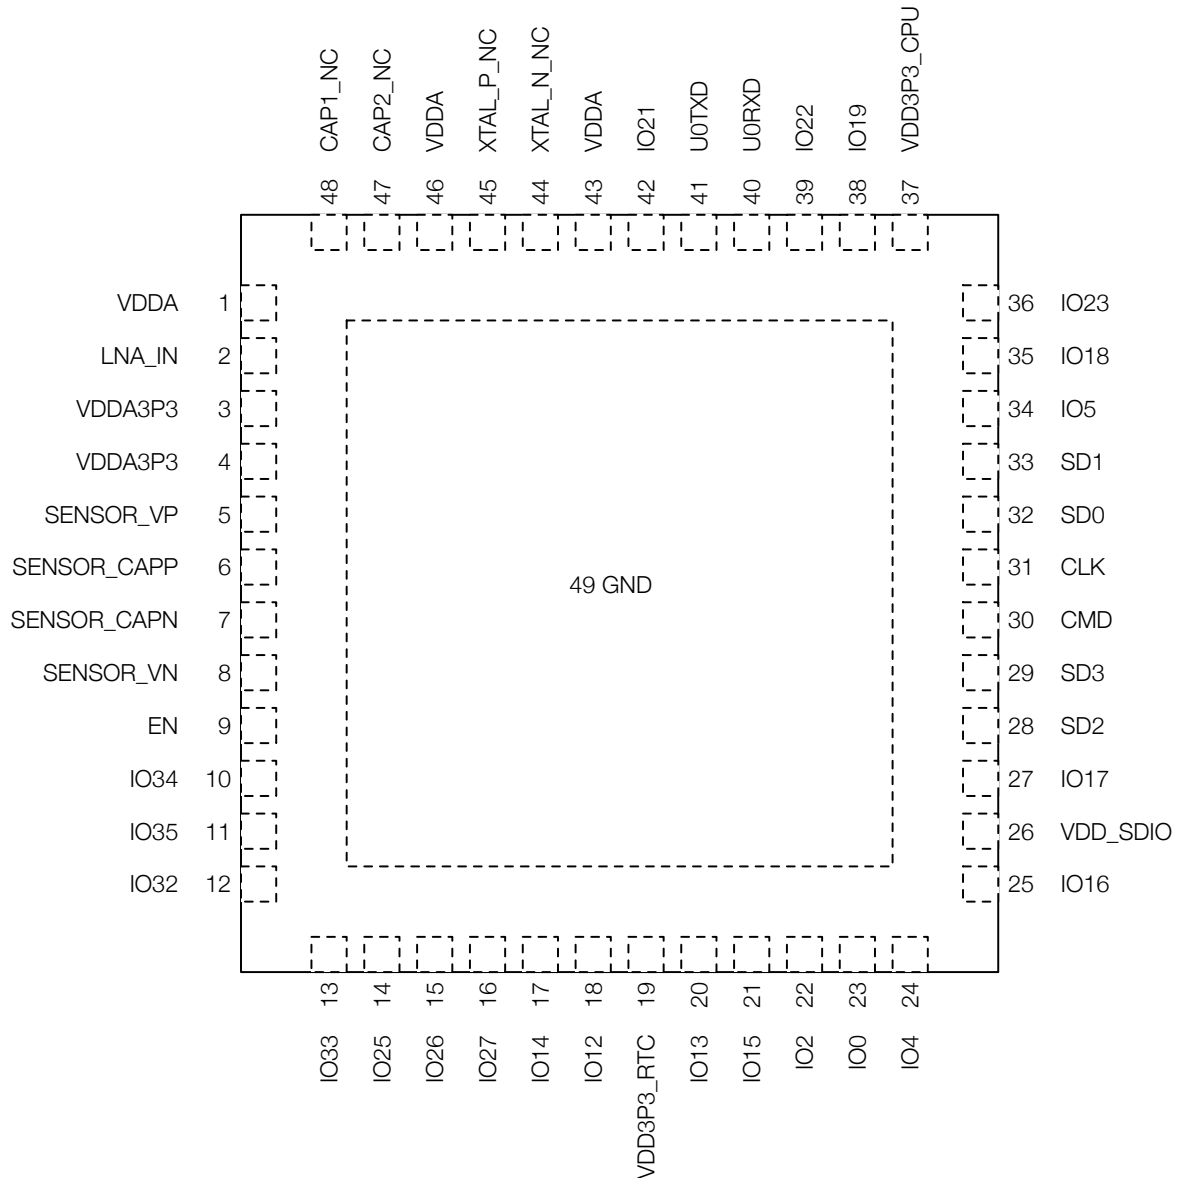 CAP1_NC
CAP2_NC
VDDA
XTAL_P_NC
XTAL_N_NC
VDDA
IO21
U0TXD
U0RXD
IO22
IO19
VDD3P3_CPU
48
47
46
45
44
43
42
41
40
39
38
37
VDDA 1
LNA_IN 2
VDDA3P3 3
VDDA3P3 4
SENSOR_VP 5
SENSOR_CAPP 6
SENSOR_CAPN 7
SENSOR_VN 8
EN 9
IO34 10
IO35 11
IO32 12
49 GND
36 IO23
35 IO18
34 IO5
33 SD1
32 SD0
31 CLK
30 CMD
29 SD3
28 SD2
27 IO17
26 VDD_SDIO
25 IO16
13
14
15
16
17
18
19
20
21
22
23
24
IO33
IO25
IO26
IO27
IO14
IO12
VDD3P3_RTC
IO13
IO15
IO2
IO0
IO4